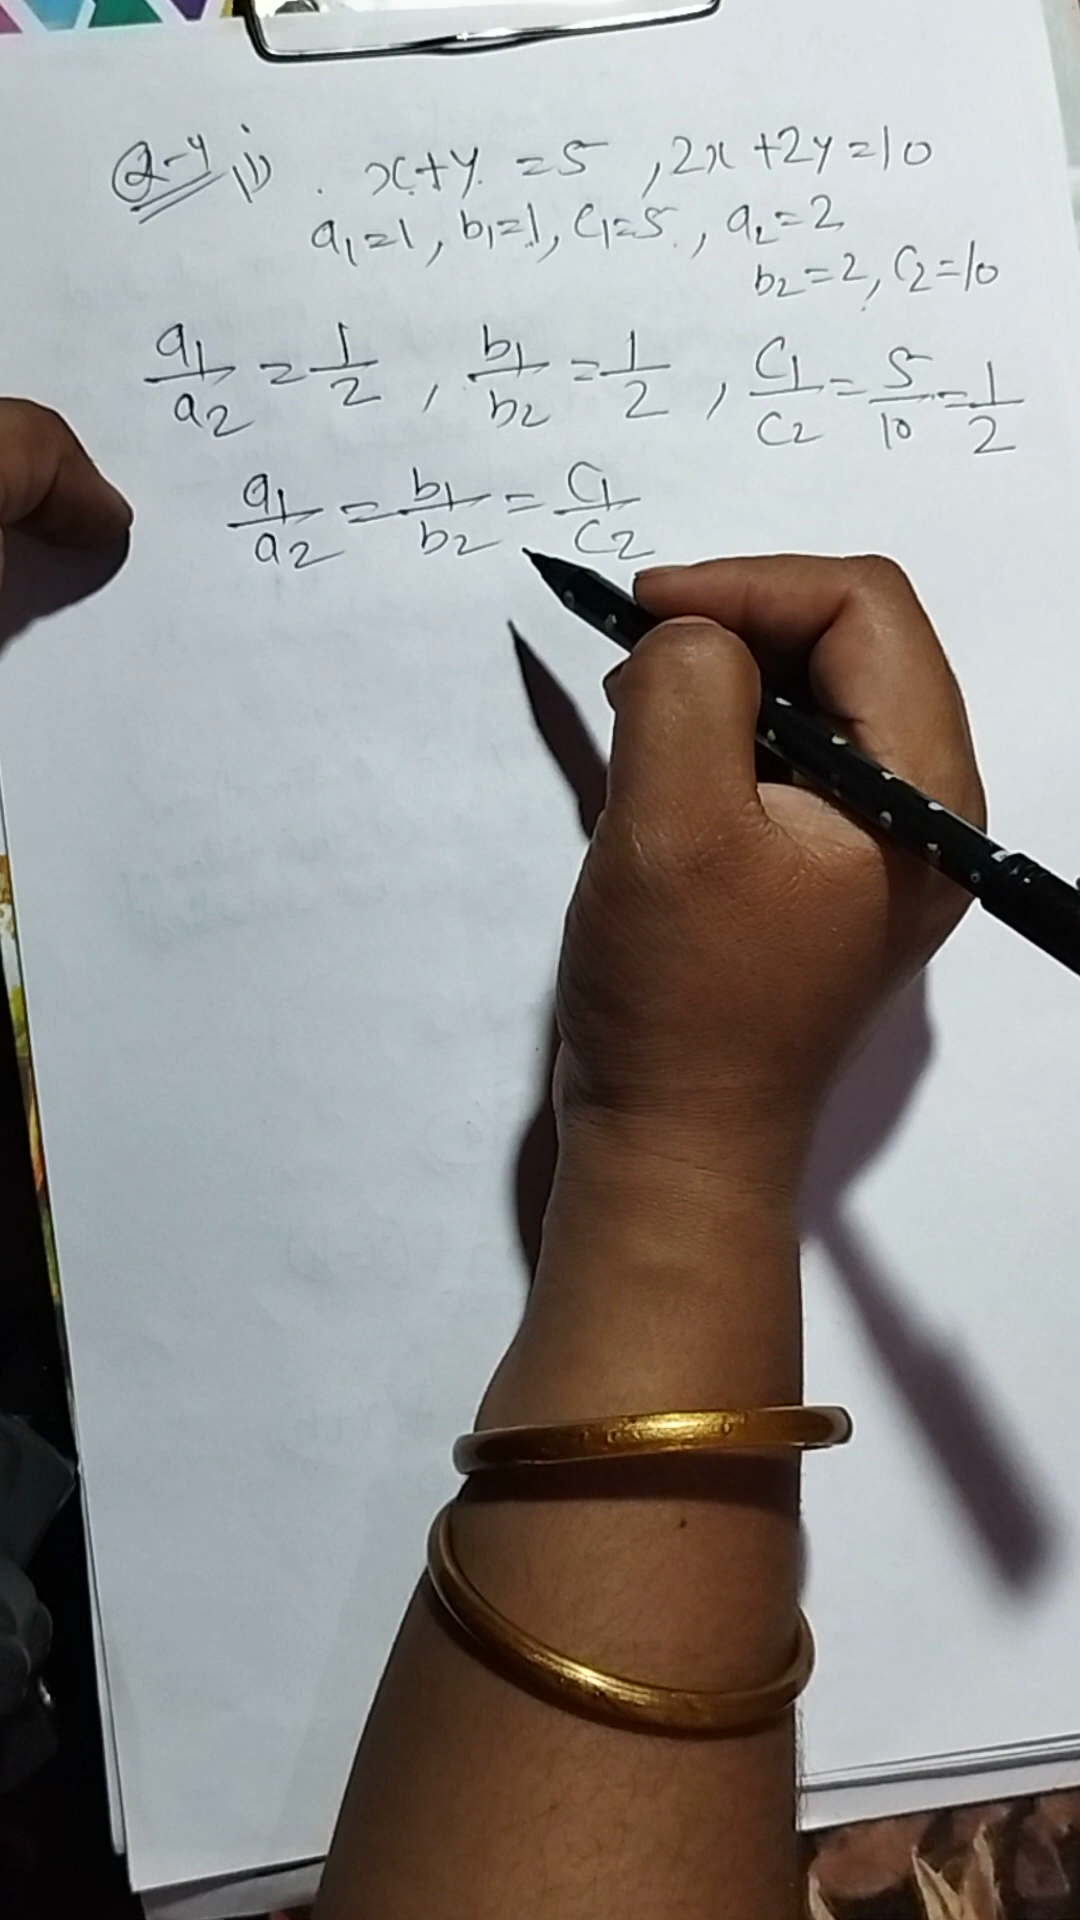 Q-4 (i). x+y=5, 2x+2y=10
a₁=1, b₁=1, C₁=5, a₂=2
b₂=2, C₂=10
a₁/a₂ = 1/2, b₁/b₂ = 1/2, C₁/C₂ = 5/10 = 1/2
a₁/a₂ = b₁/b₂ = C₁/C₂